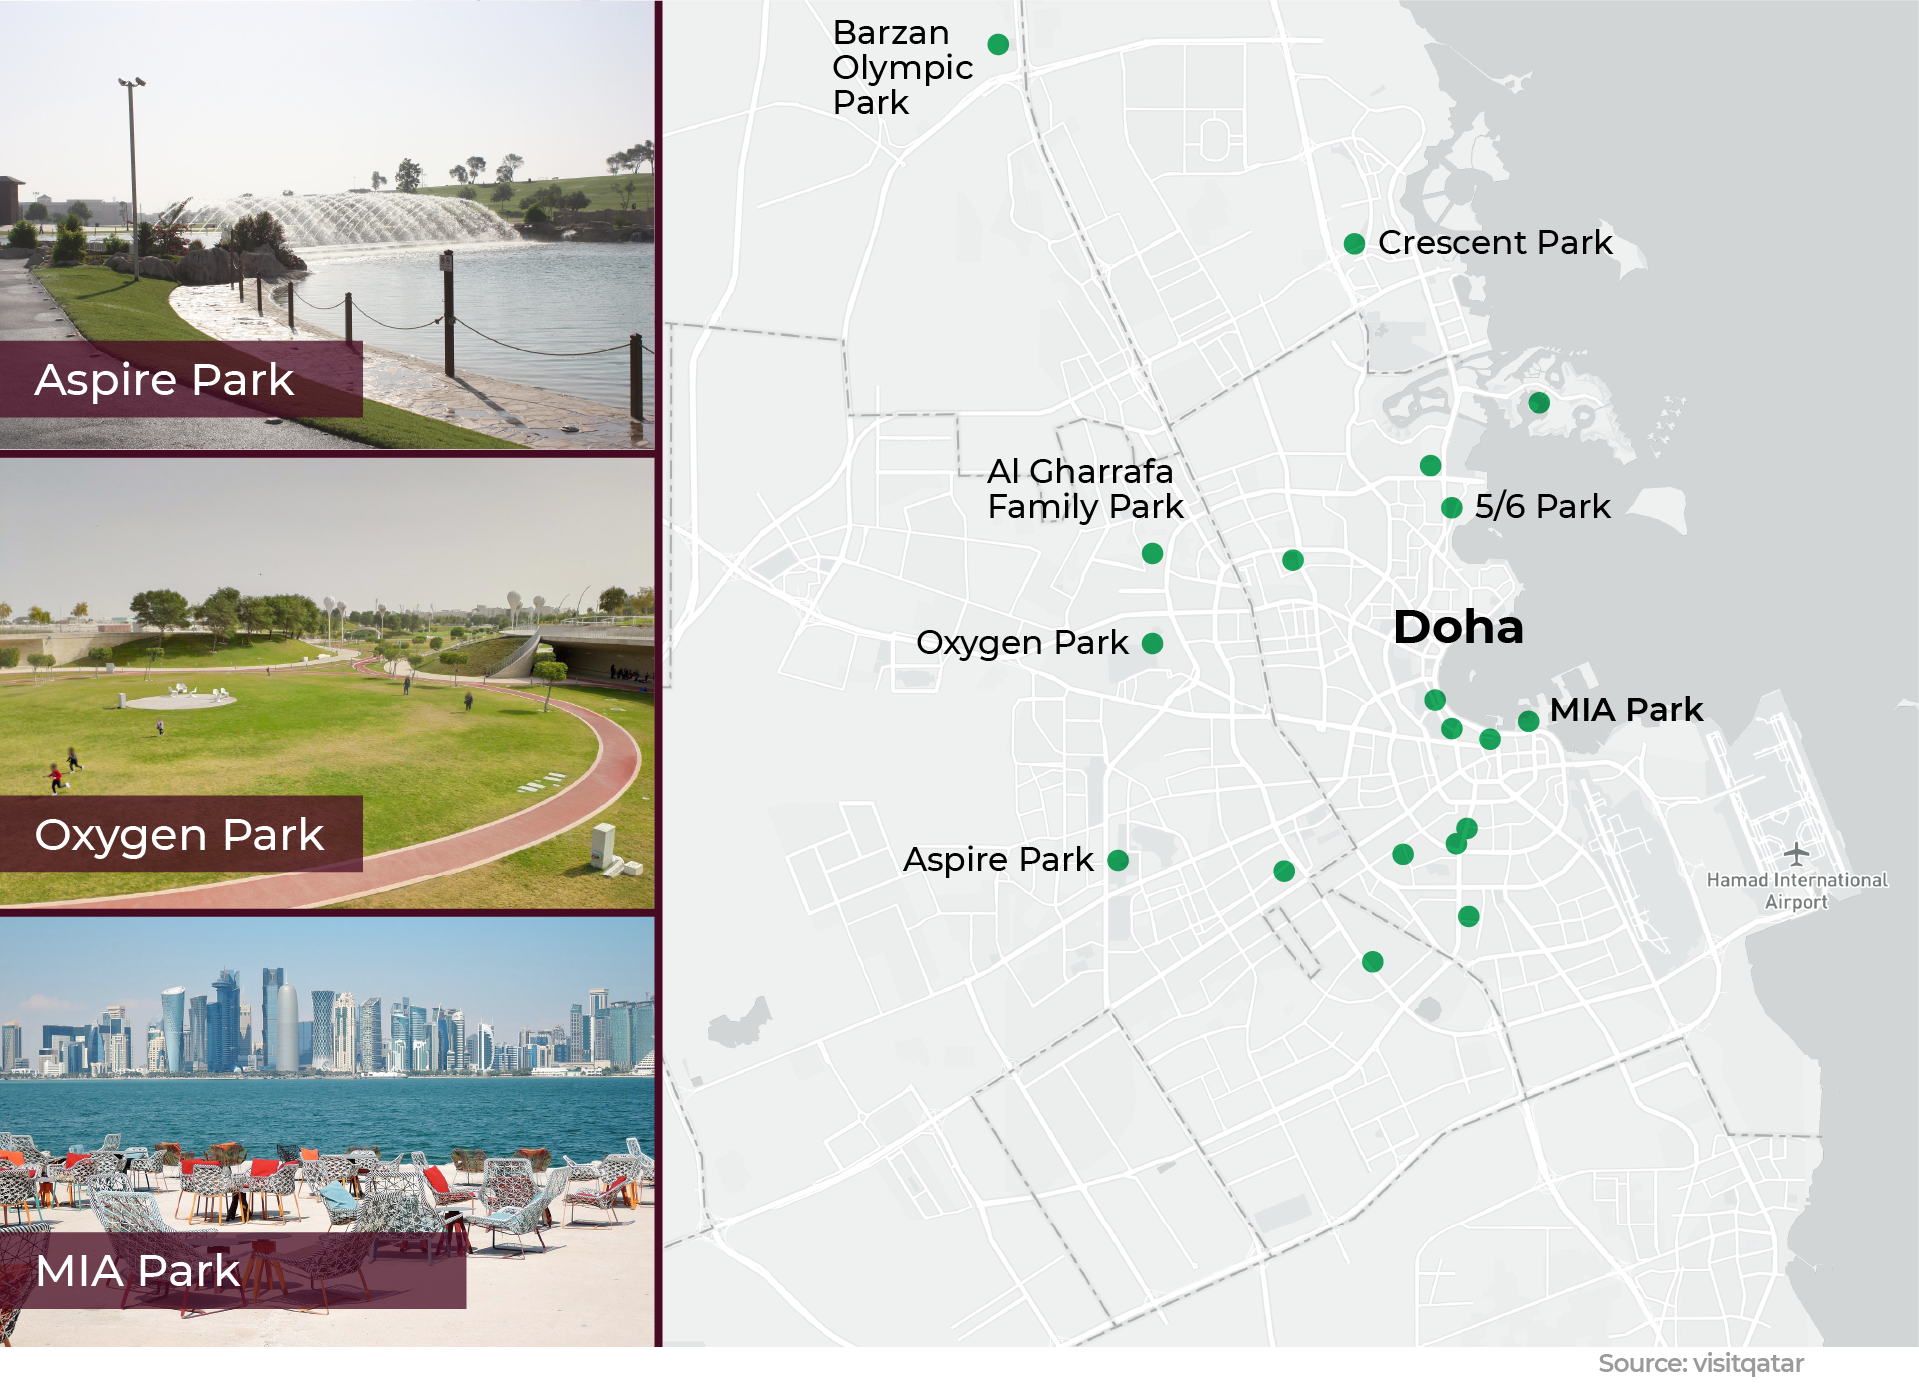 Aspire Park
Oxygen Park
MIA Park
Barzan
Olympic
Park
Crescent Park
Al Gharrafa
Family Park
5/6 Park
Oxygen Park
Doha
MIA Park
Aspire Park
Hamad International
Airport
Source: visitqatar